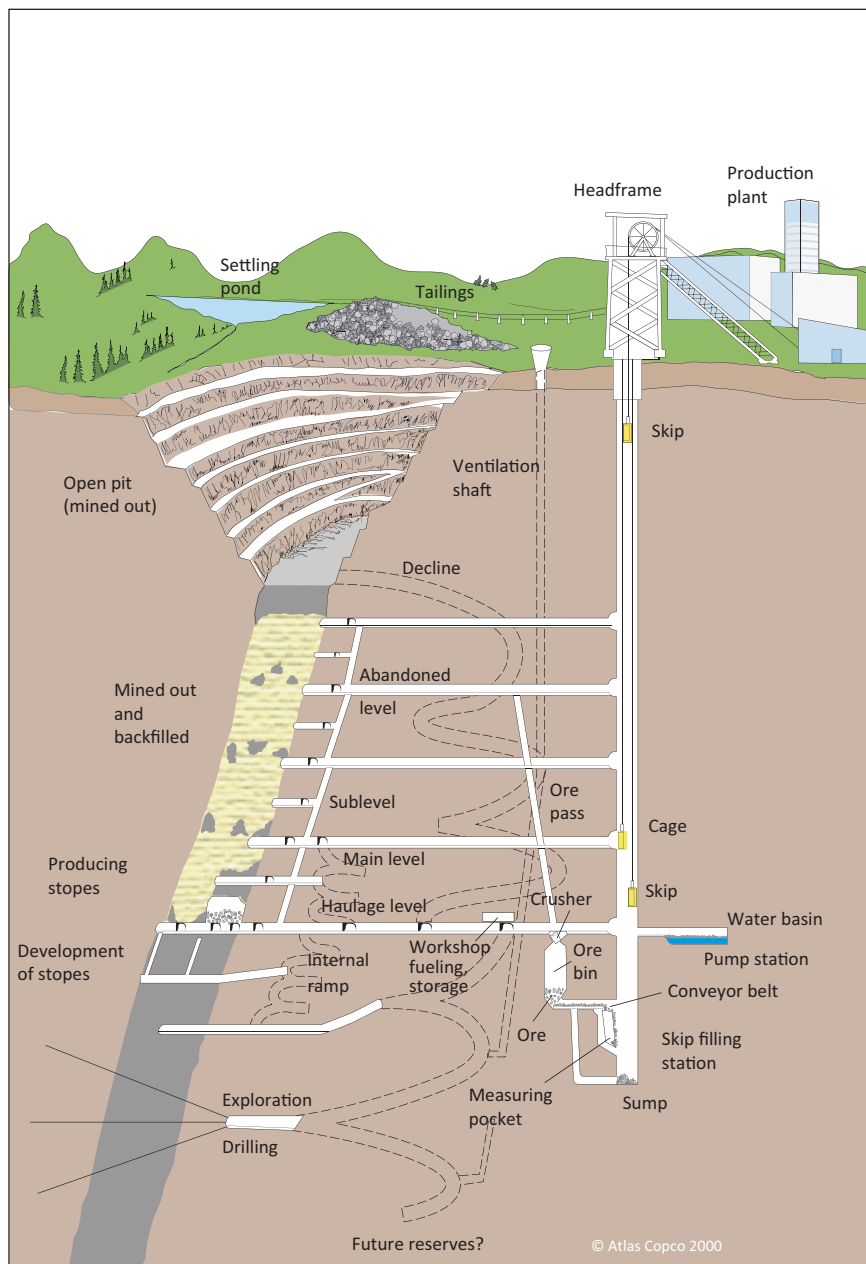 Production
plant
Headframe
Settling
pond
Tailings
Skip
Ventilation
shaft
Open pit
(mined out)
Decline
Abandoned
level
Mined out
and
backfilled
Sublevel
Ore
pass
Cage
Main level
Producing
stopes
Skip
Haulage level
Crusher
Water basin
Development
of stopes
Workshop
fueling,
storage
Internal
ramp
Ore
bin
Pump station
Conveyor belt
Ore
Skip filling
station
Measuring
pocket
Sump
Exploration
Drilling
Future reserves?
© Atlas Copco 2000